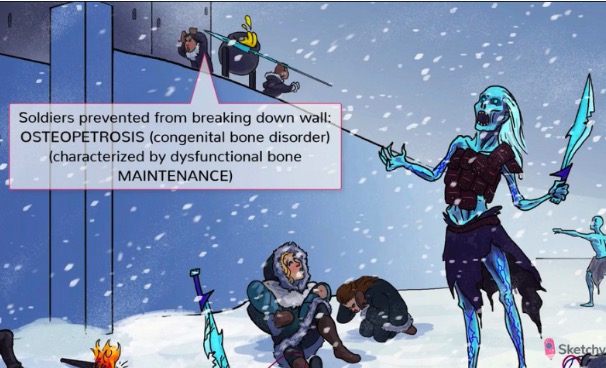 Soldiers prevented from breaking down wall:
OSTEOPETROSIS (congenital bone disorder)
(characterized by dysfunctional bone
MAINTENANCE)
Sketchy